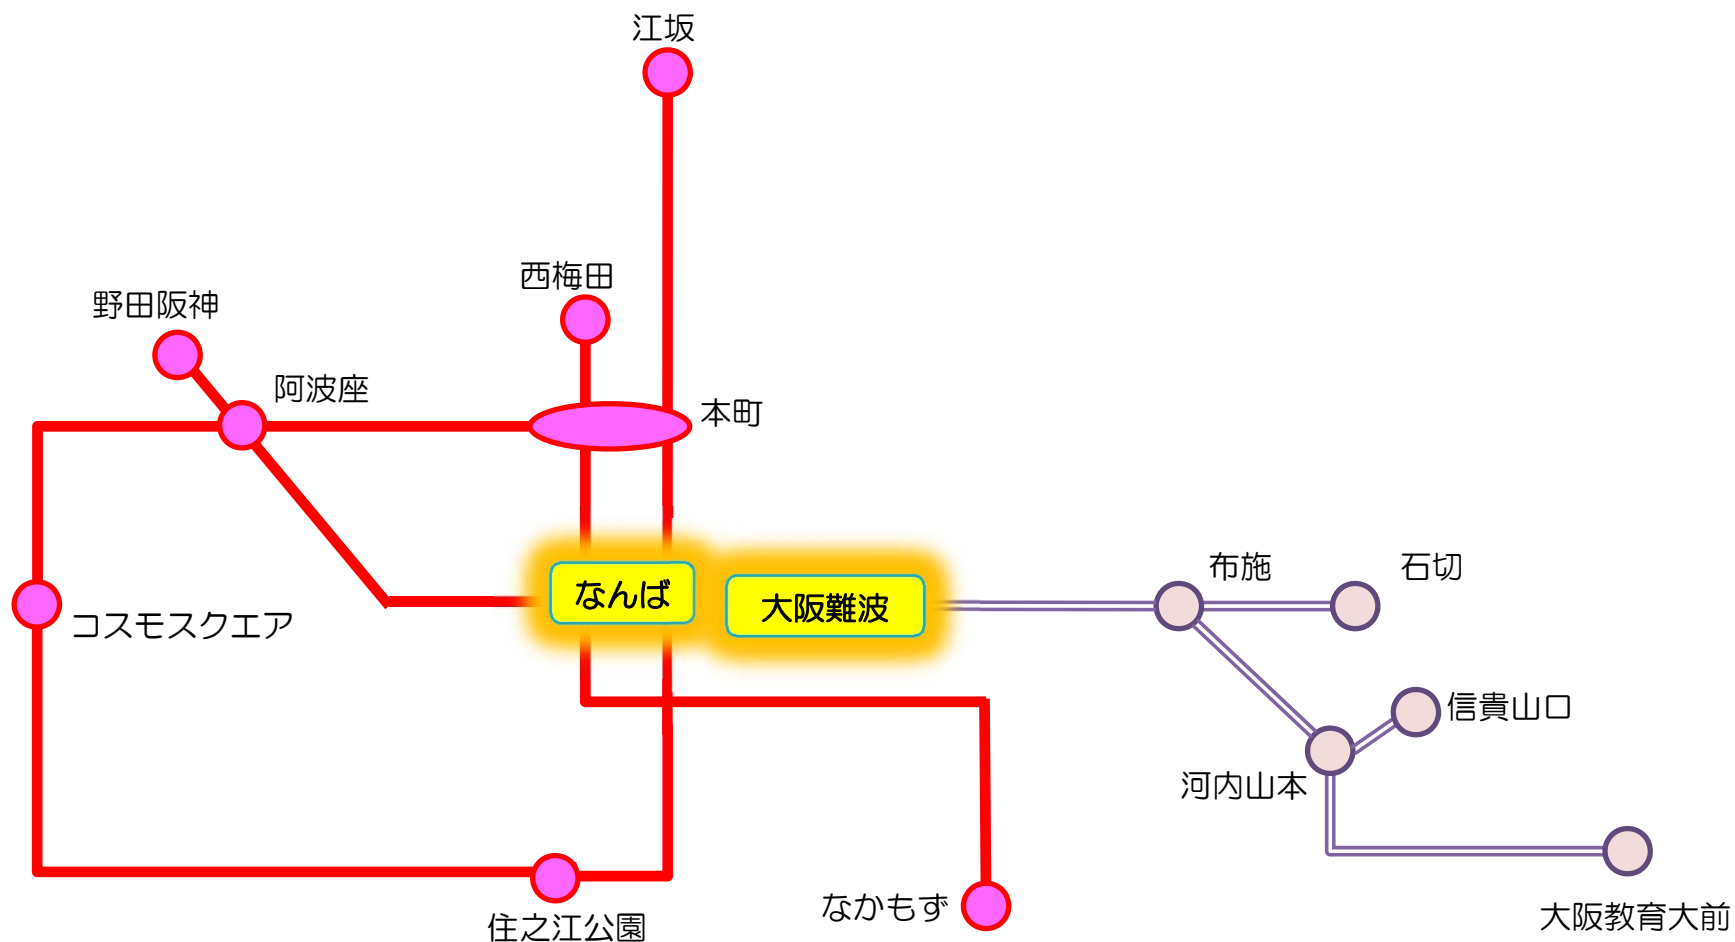 江坂
西梅田
野田阪神
阿波座
本町
布施
石切
なんば
大阪難波
コスモスクエア
信貴山口
河内山本
なかもず
住之江公園
大阪教育大前